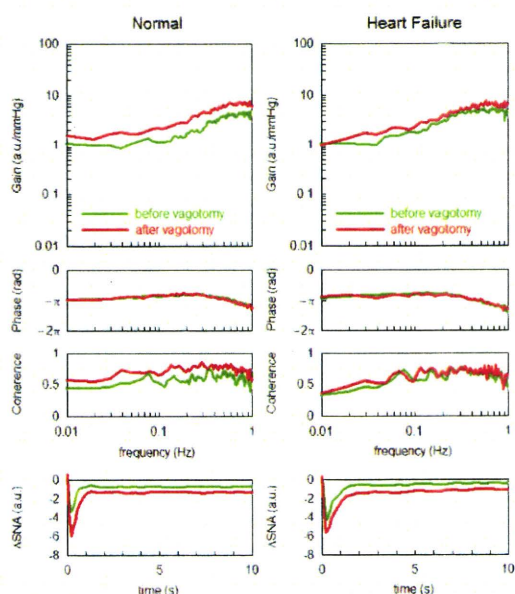 Normal
Heart Failure
100
10
1
0.1
0.01
Gain (a.u./mmHg)
before vagotomy
after vagotomy
100
10
1
0.1
0.01
Gain (a.u./mmHg)
before vagotomy
after vagotomy
0
−π
−2π
Phase (rad)
0
−π
−2π
Phase (rad)
1
0.5
0
Coherence
0.01
0.1
1
frequency (Hz)
1
0.5
0
Coherence
0.01
0.1
1
frequency (Hz)
0
-2
-4
-6
-8
ΔSNA (a.u.)
0
5
10
time (s)
0
-2
-4
-6
-8
ΔSNA (a.u.)
0
5
10
time (s)